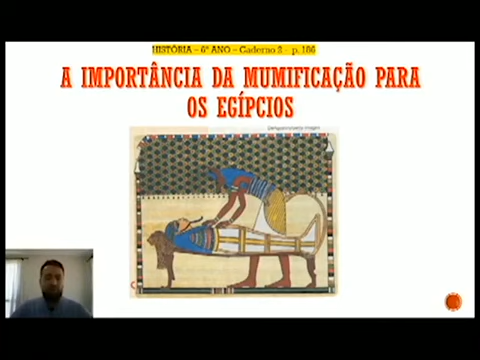 HISTÓRIA – 6º ANO – Caderno 3 – p. 186
A IMPORTÂNCIA DA MUMIFICAÇÃO PARA
OS EGÍPCIOS